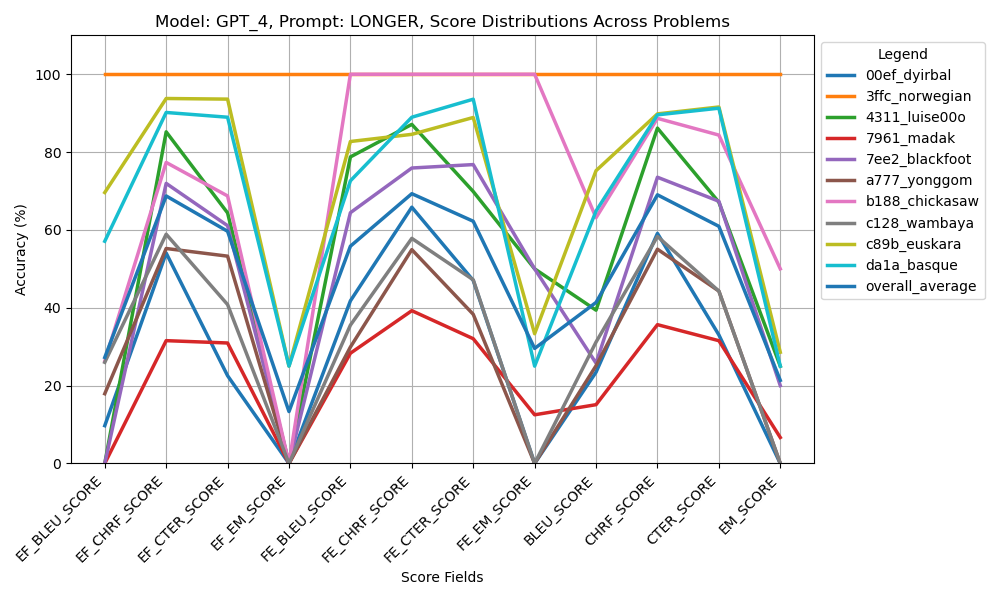 Model: GPT_4, Prompt: LONGER, Score Distributions Across Problems
Accuracy (%)
100
80
60
40
20
0
EF_BLEU_SCORE
EF_CHRF_SCORE
EF_CTER_SCORE
EF_EM_SCORE
FE_BLEU_SCORE
FE_CHRF_SCORE
FE_CTER_SCORE
FE_EM_SCORE
BLEU_SCORE
CHRF_SCORE
CTER_SCORE
EM_SCORE
Score Fields
Legend
00ef_dyirbal
3ffc_norwegian
4311_luise00o
7961_madak
7ee2_blackfoot
a777_yonggom
b188_chickasaw
c128_wambaya
c89b_euskara
da1a_basque
overall_average